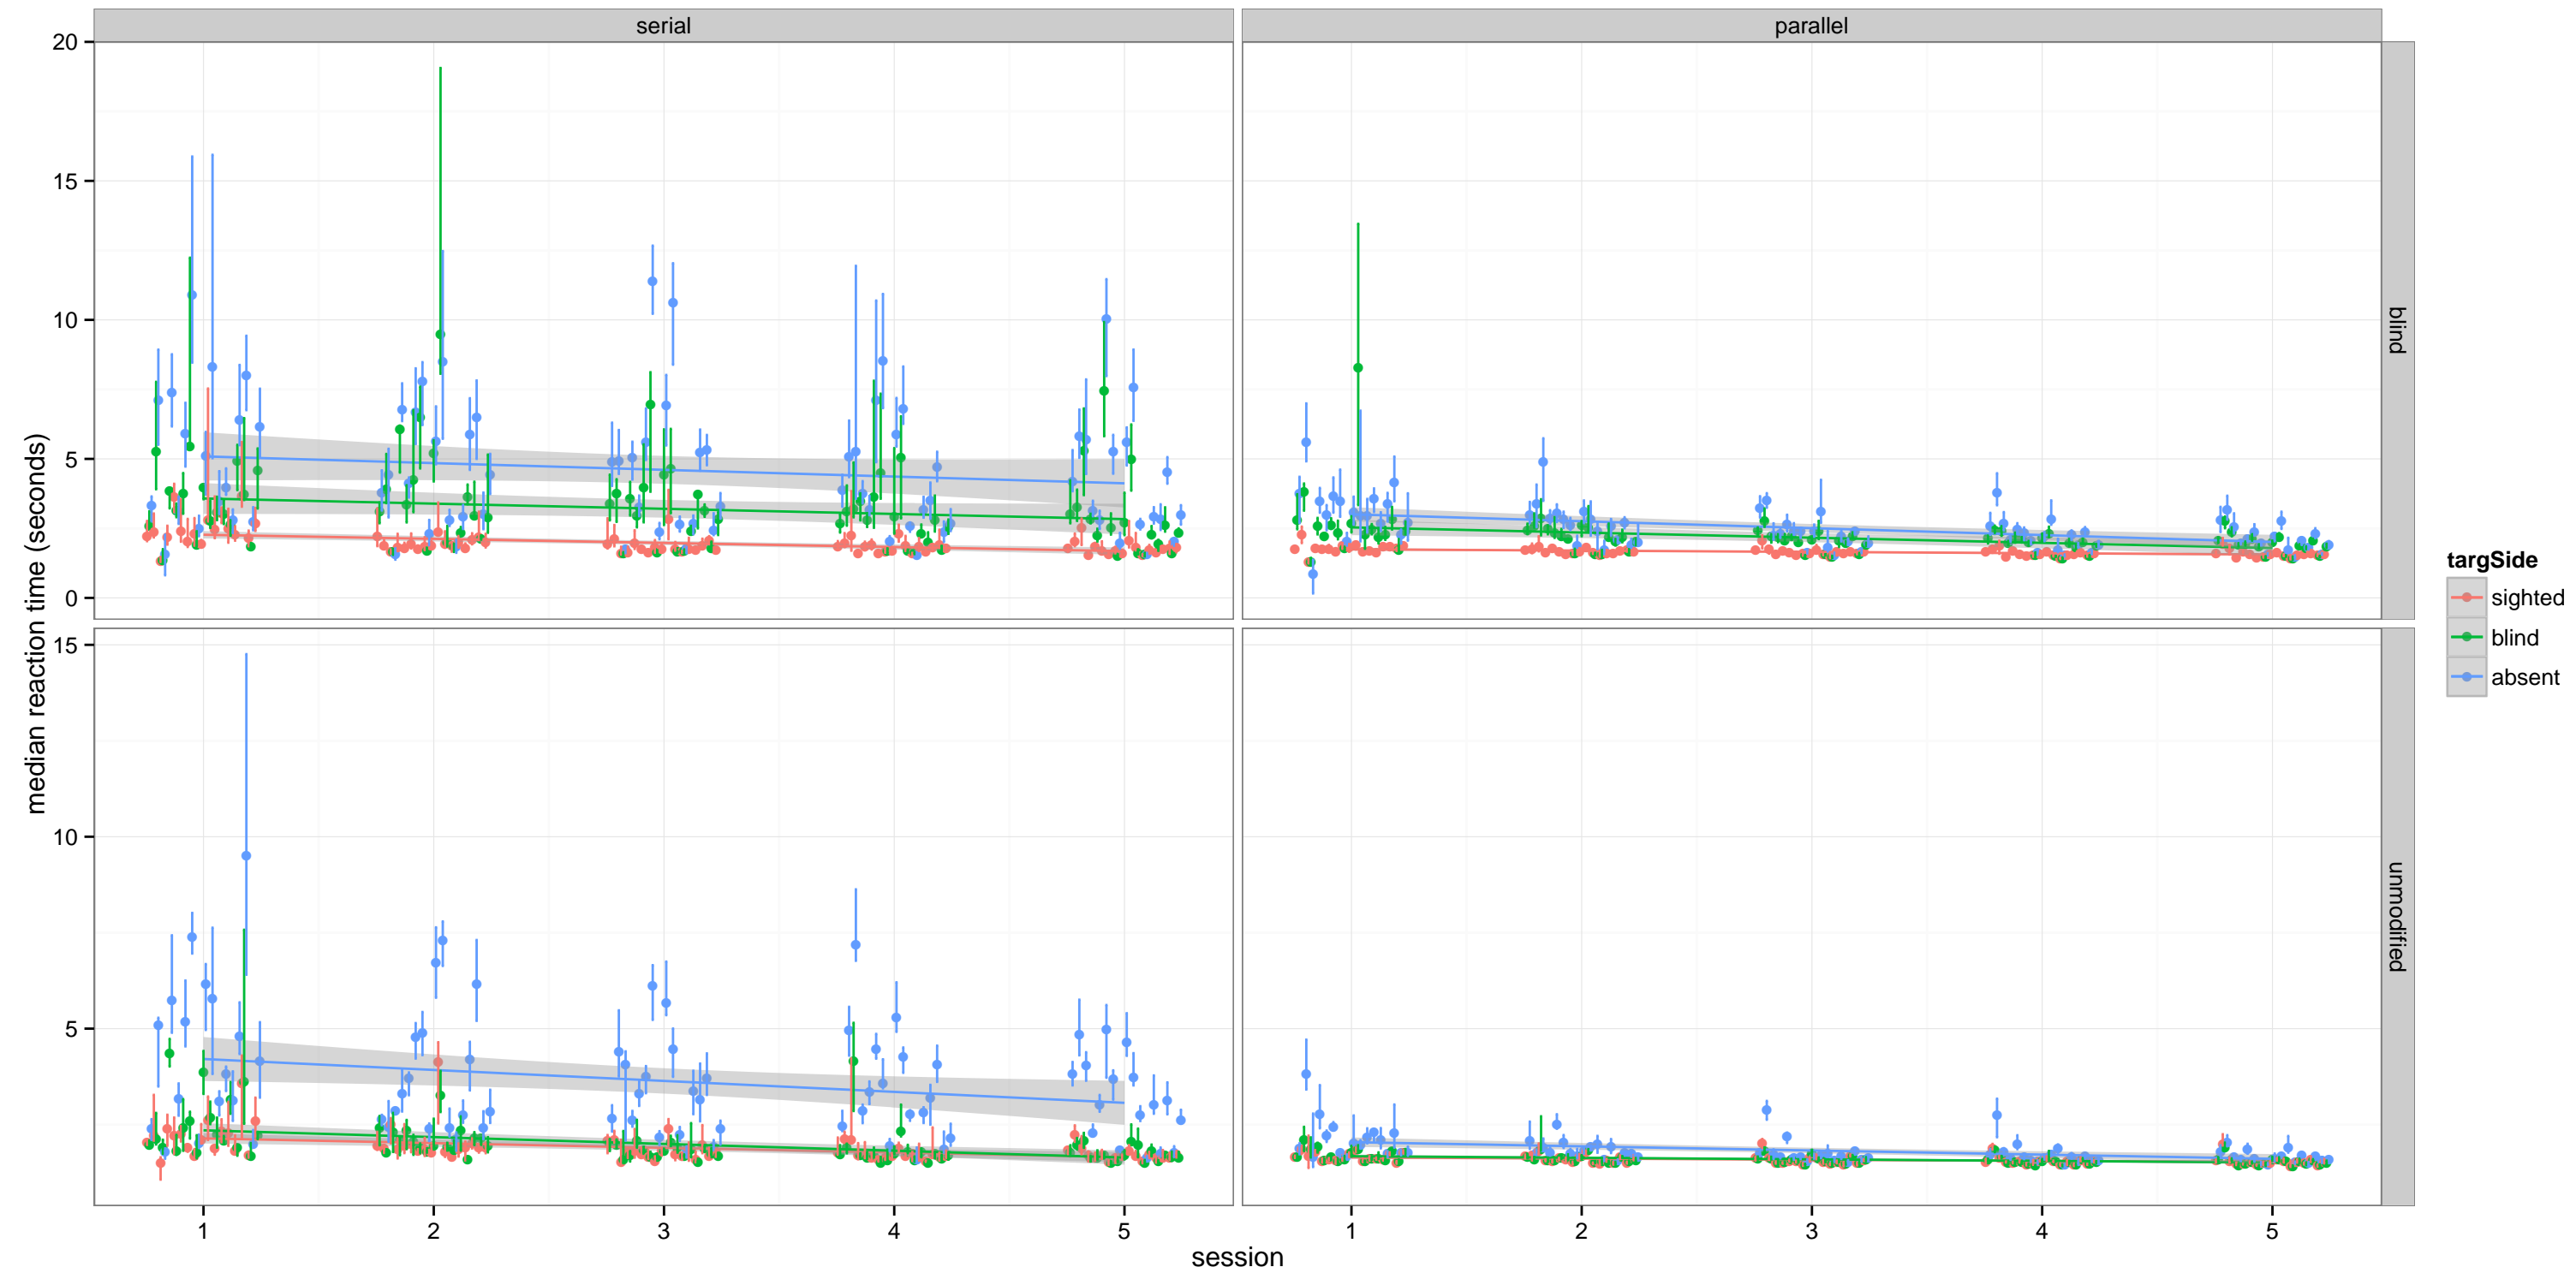 serial
parallel
20
15
10
5
0
blind
median reaction time (seconds)
targSide
sighted
blind
absent
15
10
5
unmodified
1 2 3 4 5
1 2 3 4 5
session